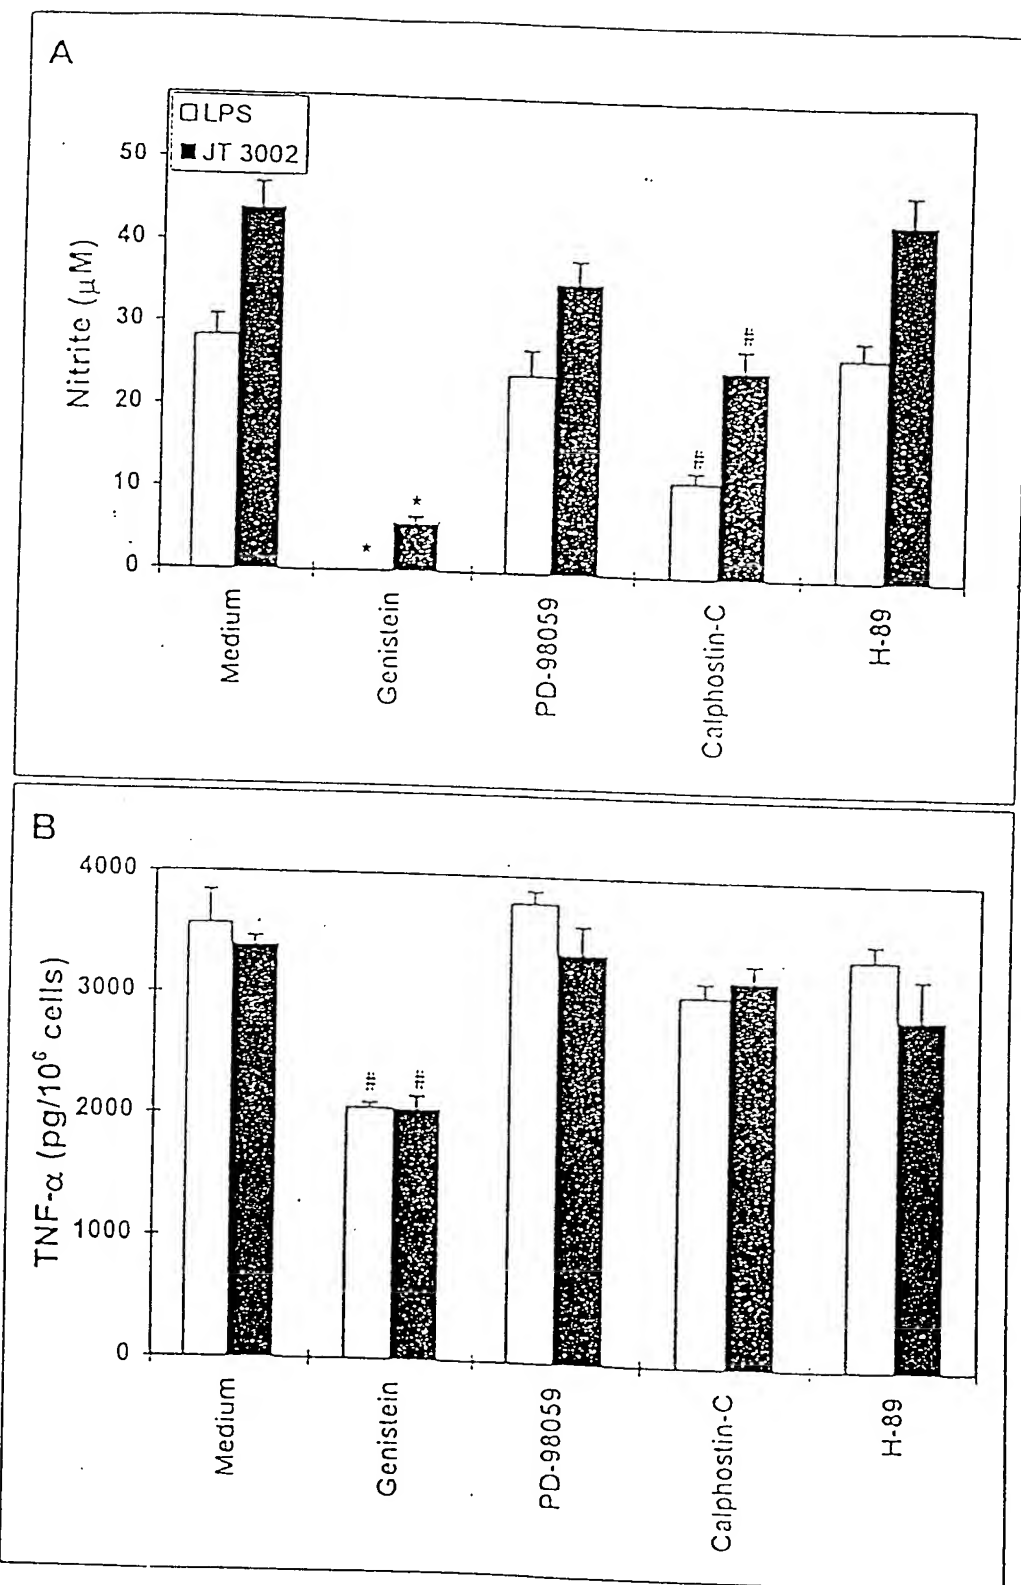 A
LPS
JT 3002
50
40
30
20
10
0
Nitrite (µM)
#
#
*
*
Medium
Genistein
PD-98059
Calphostin-C
H-89
B
4000
3000
2000
1000
0
TNF-α (pg/10⁶ cells)
#
#
Medium
Genistein
PD-98059
Calphostin-C
H-89